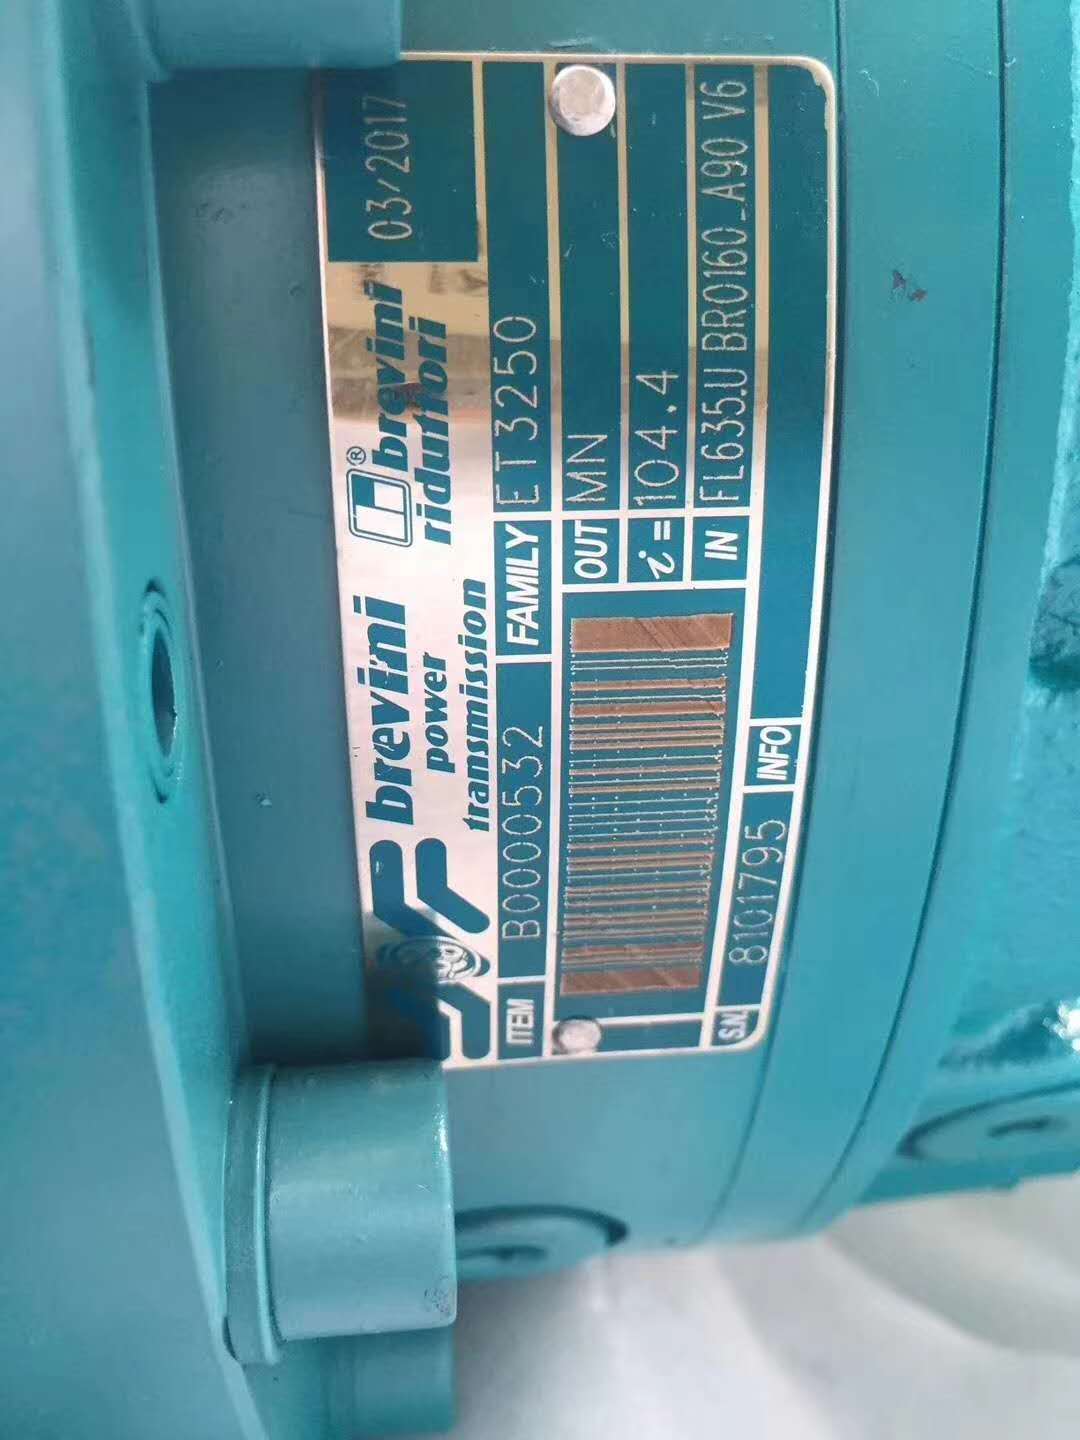 brevini
power
transmission
brevini®
riduttori
03/2017
ITEM B000532 FAMILY ET3250
OUT MN
i= 104.4
IN FL635.U BR0160_A90 V6
S.N. 8101795 INFO